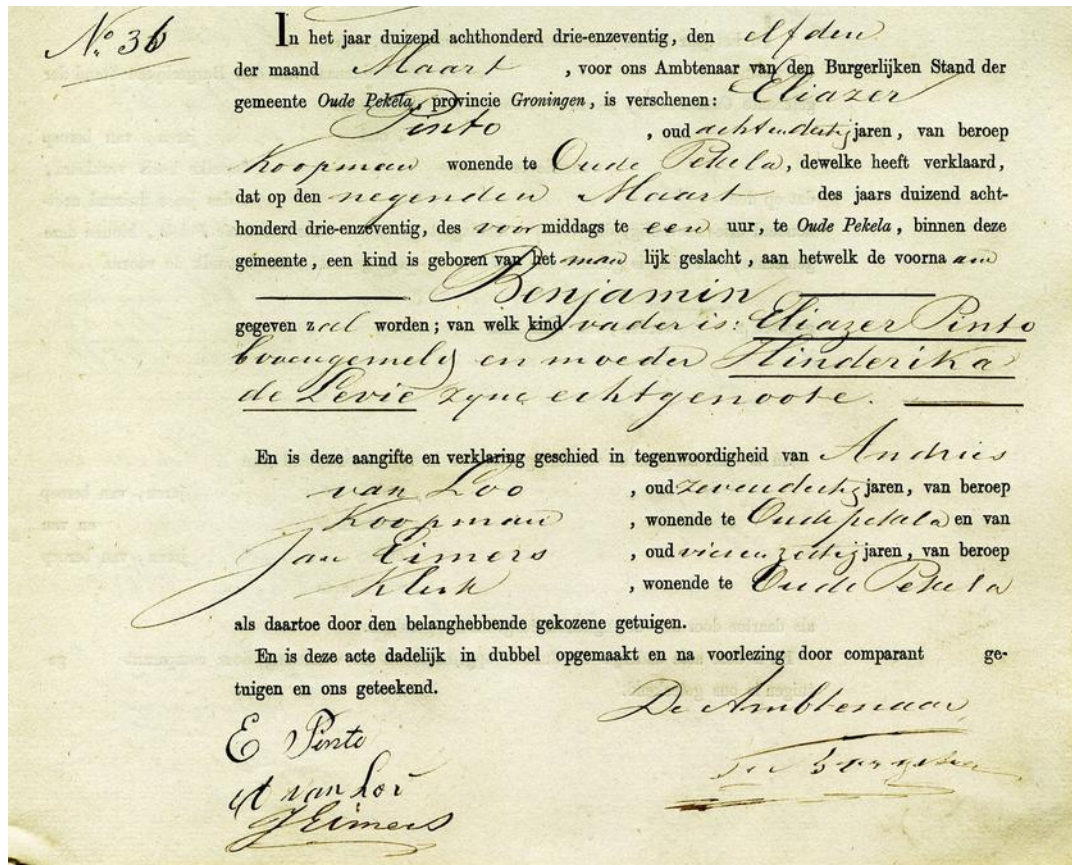 No. 36
In het jaar duizend achthonderd drie-enzeventig, den elfden
der maand Maart , voor ons Ambtenaar van den Burgerlijken Stand der
gemeente Oude Pekela, provincie Groningen, is verschenen: Eliazer
Pinto , oud achtendertig jaren, van beroep
Koopman wonende te Oude Pekela, dewelke heeft verklaard,
dat op den negenden Maart des jaars duizend acht-
honderd drie-enzeventig, des voormiddags te een uur, te Oude Pekela, binnen deze
gemeente, een kind is geboren van het manlijk geslacht, aan hetwelk de voornaam
Benjamin
gegeven zal worden; van welk kind vader is: Eliazer Pinto
bovengemeld en moeder Hinderika
de Levie zyne echtgenoote.
En is deze aangifte en verklaring geschied in tegenwoordigheid van Andries
van Loo , oud zevendertig jaren, van beroep
Koopman , wonende te Oude pekela en van
Jan Eimers , oud vierenzestig jaren, van beroep
Klerk , wonende te Oude Pekela
als daartoe door den belanghebbende gekozene getuigen.
En is deze acte dadelijk in dubbel opgemaakt en na voorlezing door comparant ge-
tuigen en ons geteekend.
De Ambtenaar
E Pinto
A van Loo
J Eimers